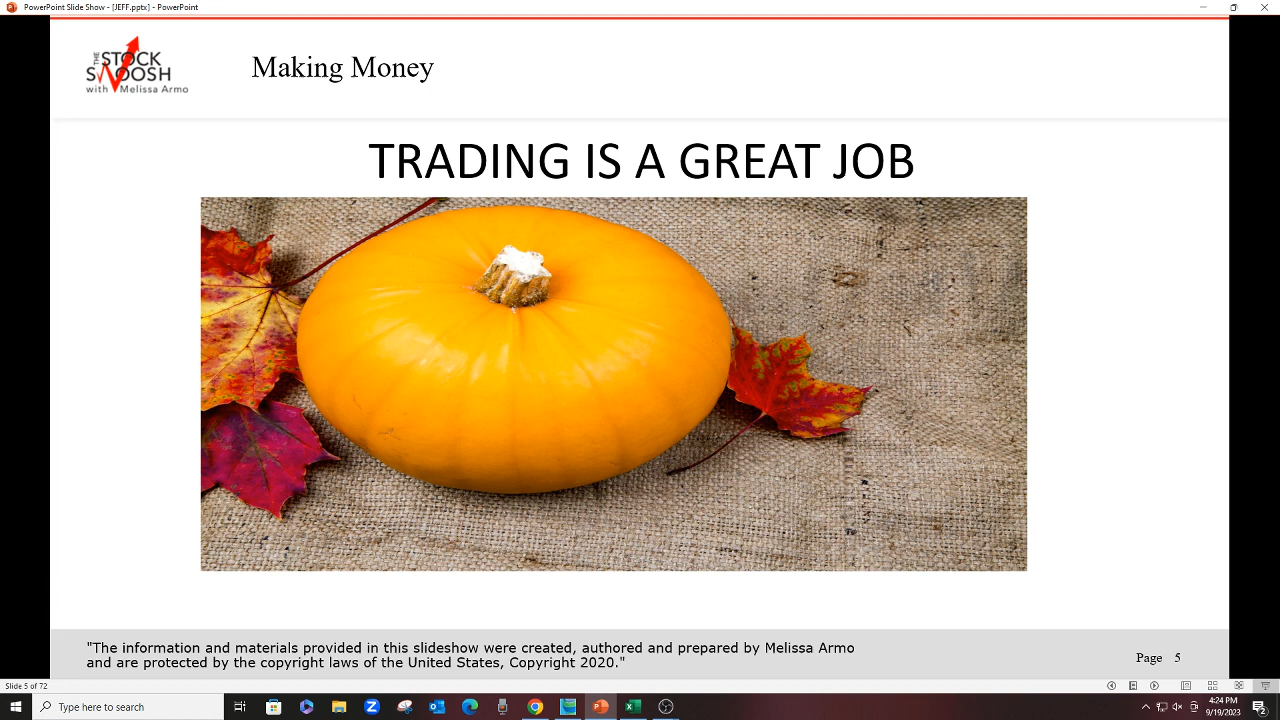 PowerPoint Slide Show - [JEFF.pptx] - PowerPoint
THE
STOCK
SWOOSH
with Melissa Armo
Making Money
TRADING IS A GREAT JOB
"The information and materials provided in this slideshow were created, authored and prepared by Melissa Armo
and are protected by the copyright laws of the United States, Copyright 2020."
Page 5
Slide 5 of 72
Type here to search
4:24 PM
9/19/2023
2